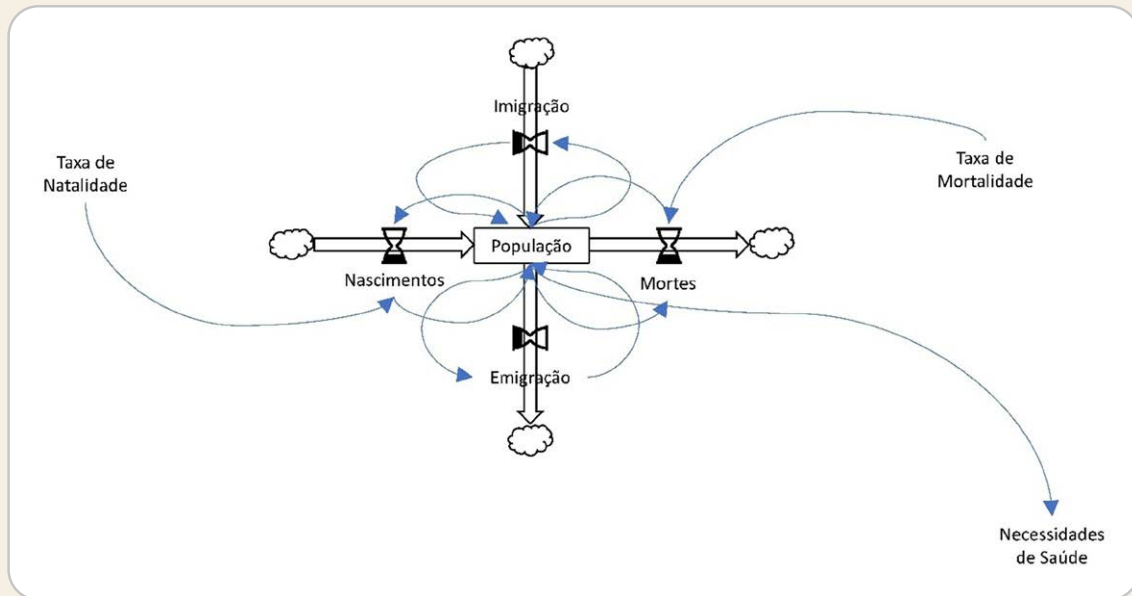 Imigração
Taxa de
Natalidade
Taxa de
Mortalidade
População
Nascimentos
Mortes
Emigração
Necessidades
de Saúde